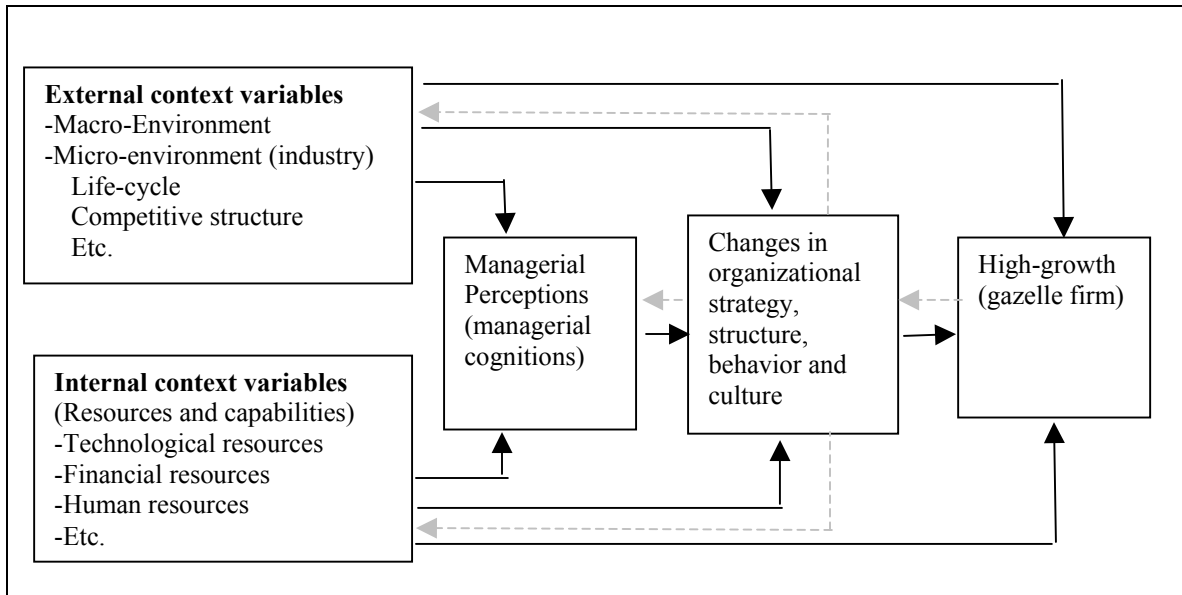 External context variables
-Macro-Environment
-Micro-environment (industry)
Life-cycle
Competitive structure
Etc.
Internal context variables
(Resources and capabilities)
-Technological resources
-Financial resources
-Human resources
-Etc.
Managerial
Perceptions
(managerial
cognitions)
Changes in
organizational
strategy,
structure,
behavior and
culture
High-growth
(gazelle firm)